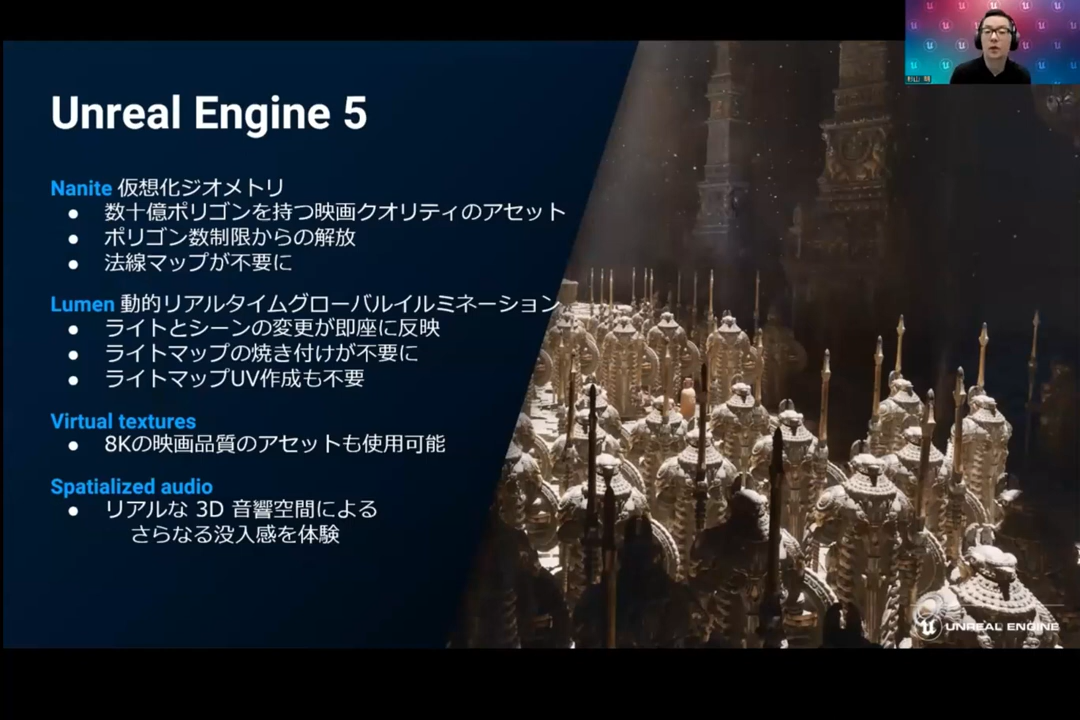 Unreal Engine 5
Nanite 仮想化ジオメトリ
● 数十億ポリゴンを持つ映画クオリティのアセット
● ポリゴン数制限からの解放
● 法線マップが不要に
Lumen 動的リアルタイムグローバルイルミネーション
● ライトとシーンの変更が即座に反映
● ライトマップの焼き付けが不要に
● ライトマップUV作成も不要
Virtual textures
● 8Kの映画品質のアセットも使用可能
Spatialized audio
● リアルな 3D 音響空間による
さらなる没入感を体験
UNREAL ENGINE